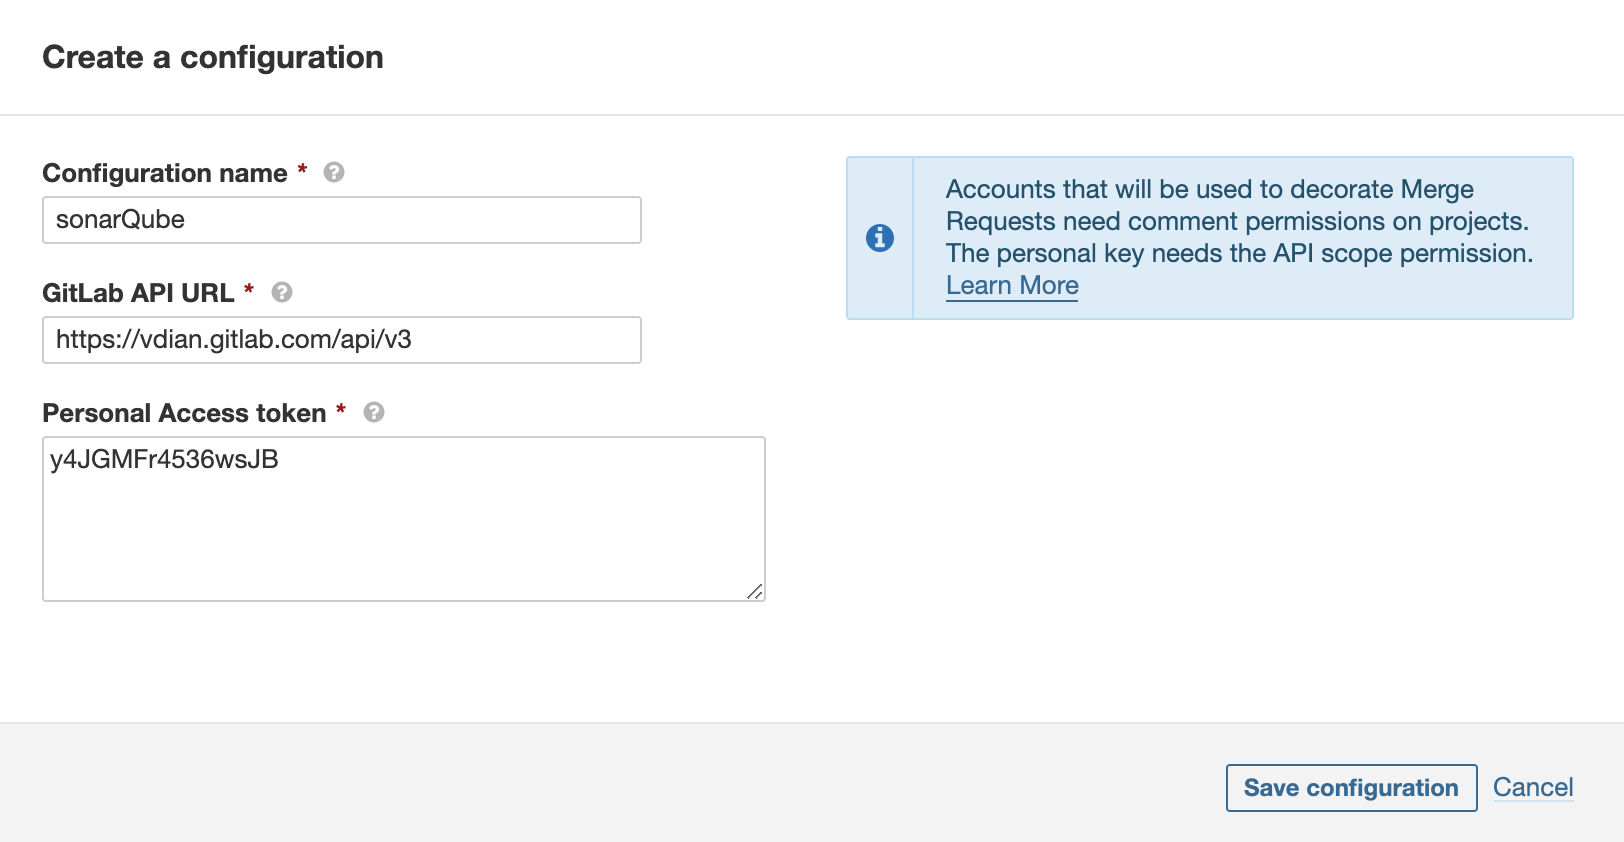 Create a configuration
Configuration name *
sonarQube
GitLab API URL *
https://vdian.gitlab.com/api/v3
Personal Access token *
y4JGMFr4536wsJB
Accounts that will be used to decorate Merge
Requests need comment permissions on projects.
The personal key needs the API scope permission.
Learn More
Save configuration Cancel